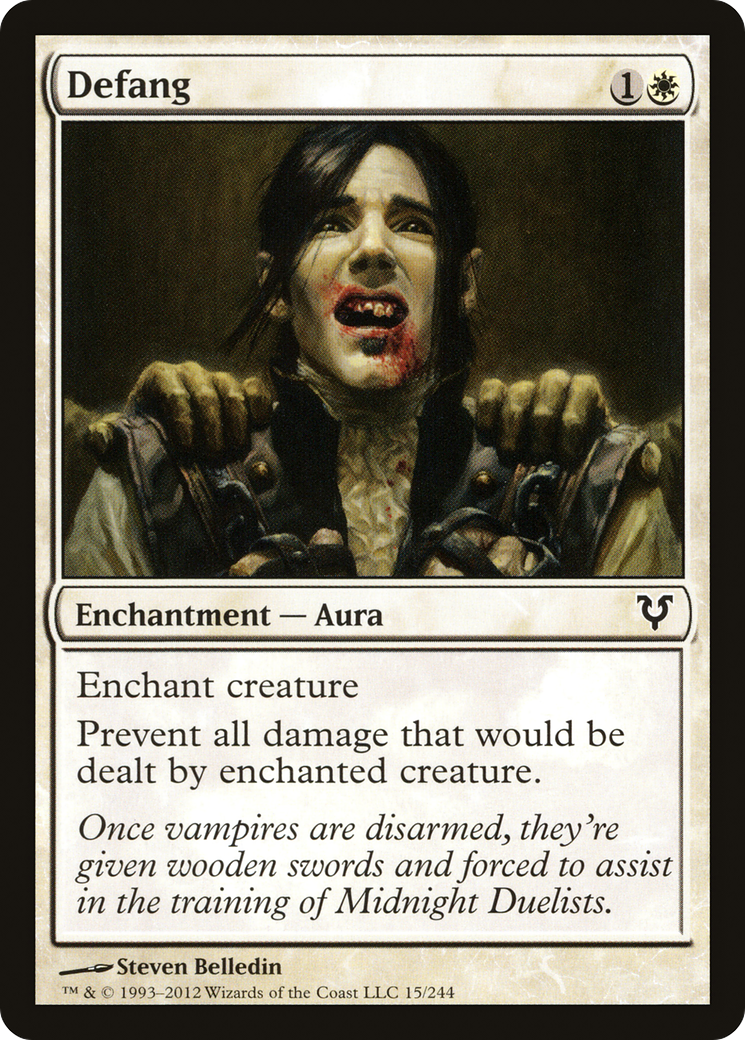 Defang 1
Enchantment — Aura
Enchant creature
Prevent all damage that would be
dealt by enchanted creature.
Once vampires are disarmed, they're
given wooden swords and forced to assist
in the training of Midnight Duelists.
Steven Belledin
™ & © 1993–2012 Wizards of the Coast LLC 15/244